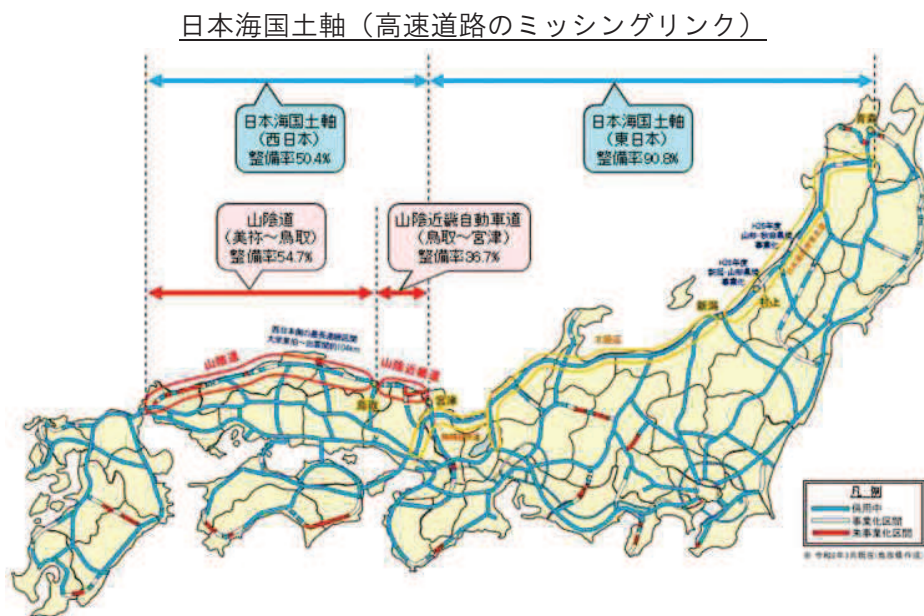 日本海国土軸（高速道路のミッシングリンク）
日本海国土軸
（西日本）
整備率50.4%
日本海国土軸
（東日本）
整備率90.8%
山陰道
（美祢～鳥取）
整備率54.7%
山陰近畿自動車道
（鳥取～宮津）
整備率36.7%
青森
新潟
村上
山陰道
山陰近畿道
鳥取
宮津
北陸道
凡 例
供用中
事業化区間
未事業化区間